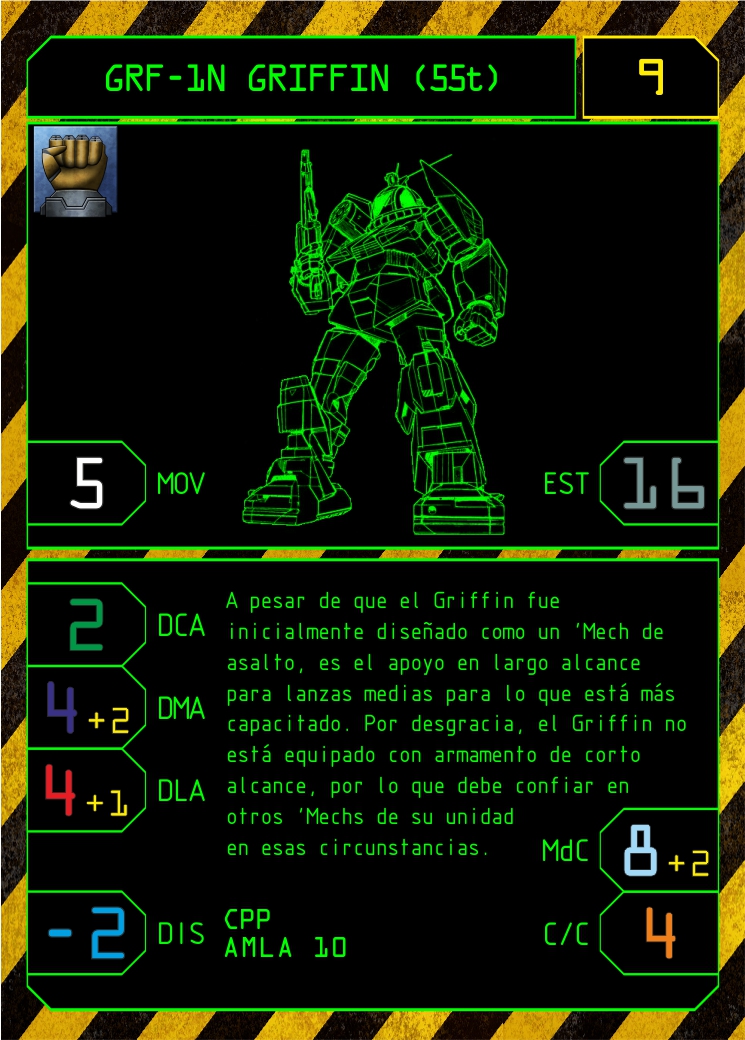 GRF-1N GRIFFIN (55t)
9
5 MOV
EST 16
2 DCA
4 +2 DMA
4 +1 DLA
A pesar de que el Griffin fue
inicialmente diseñado como un 'Mech de
asalto, es el apoyo en largo alcance
para lanzas medias para lo que está más
capacitado. Por desgracia, el Griffin no
está equipado con armamento de corto
alcance, por lo que debe confiar en
otros 'Mechs de su unidad
en esas circunstancias.
MdC 8 +2
-2 DIS
CPP
AMLA 10
C/C 4